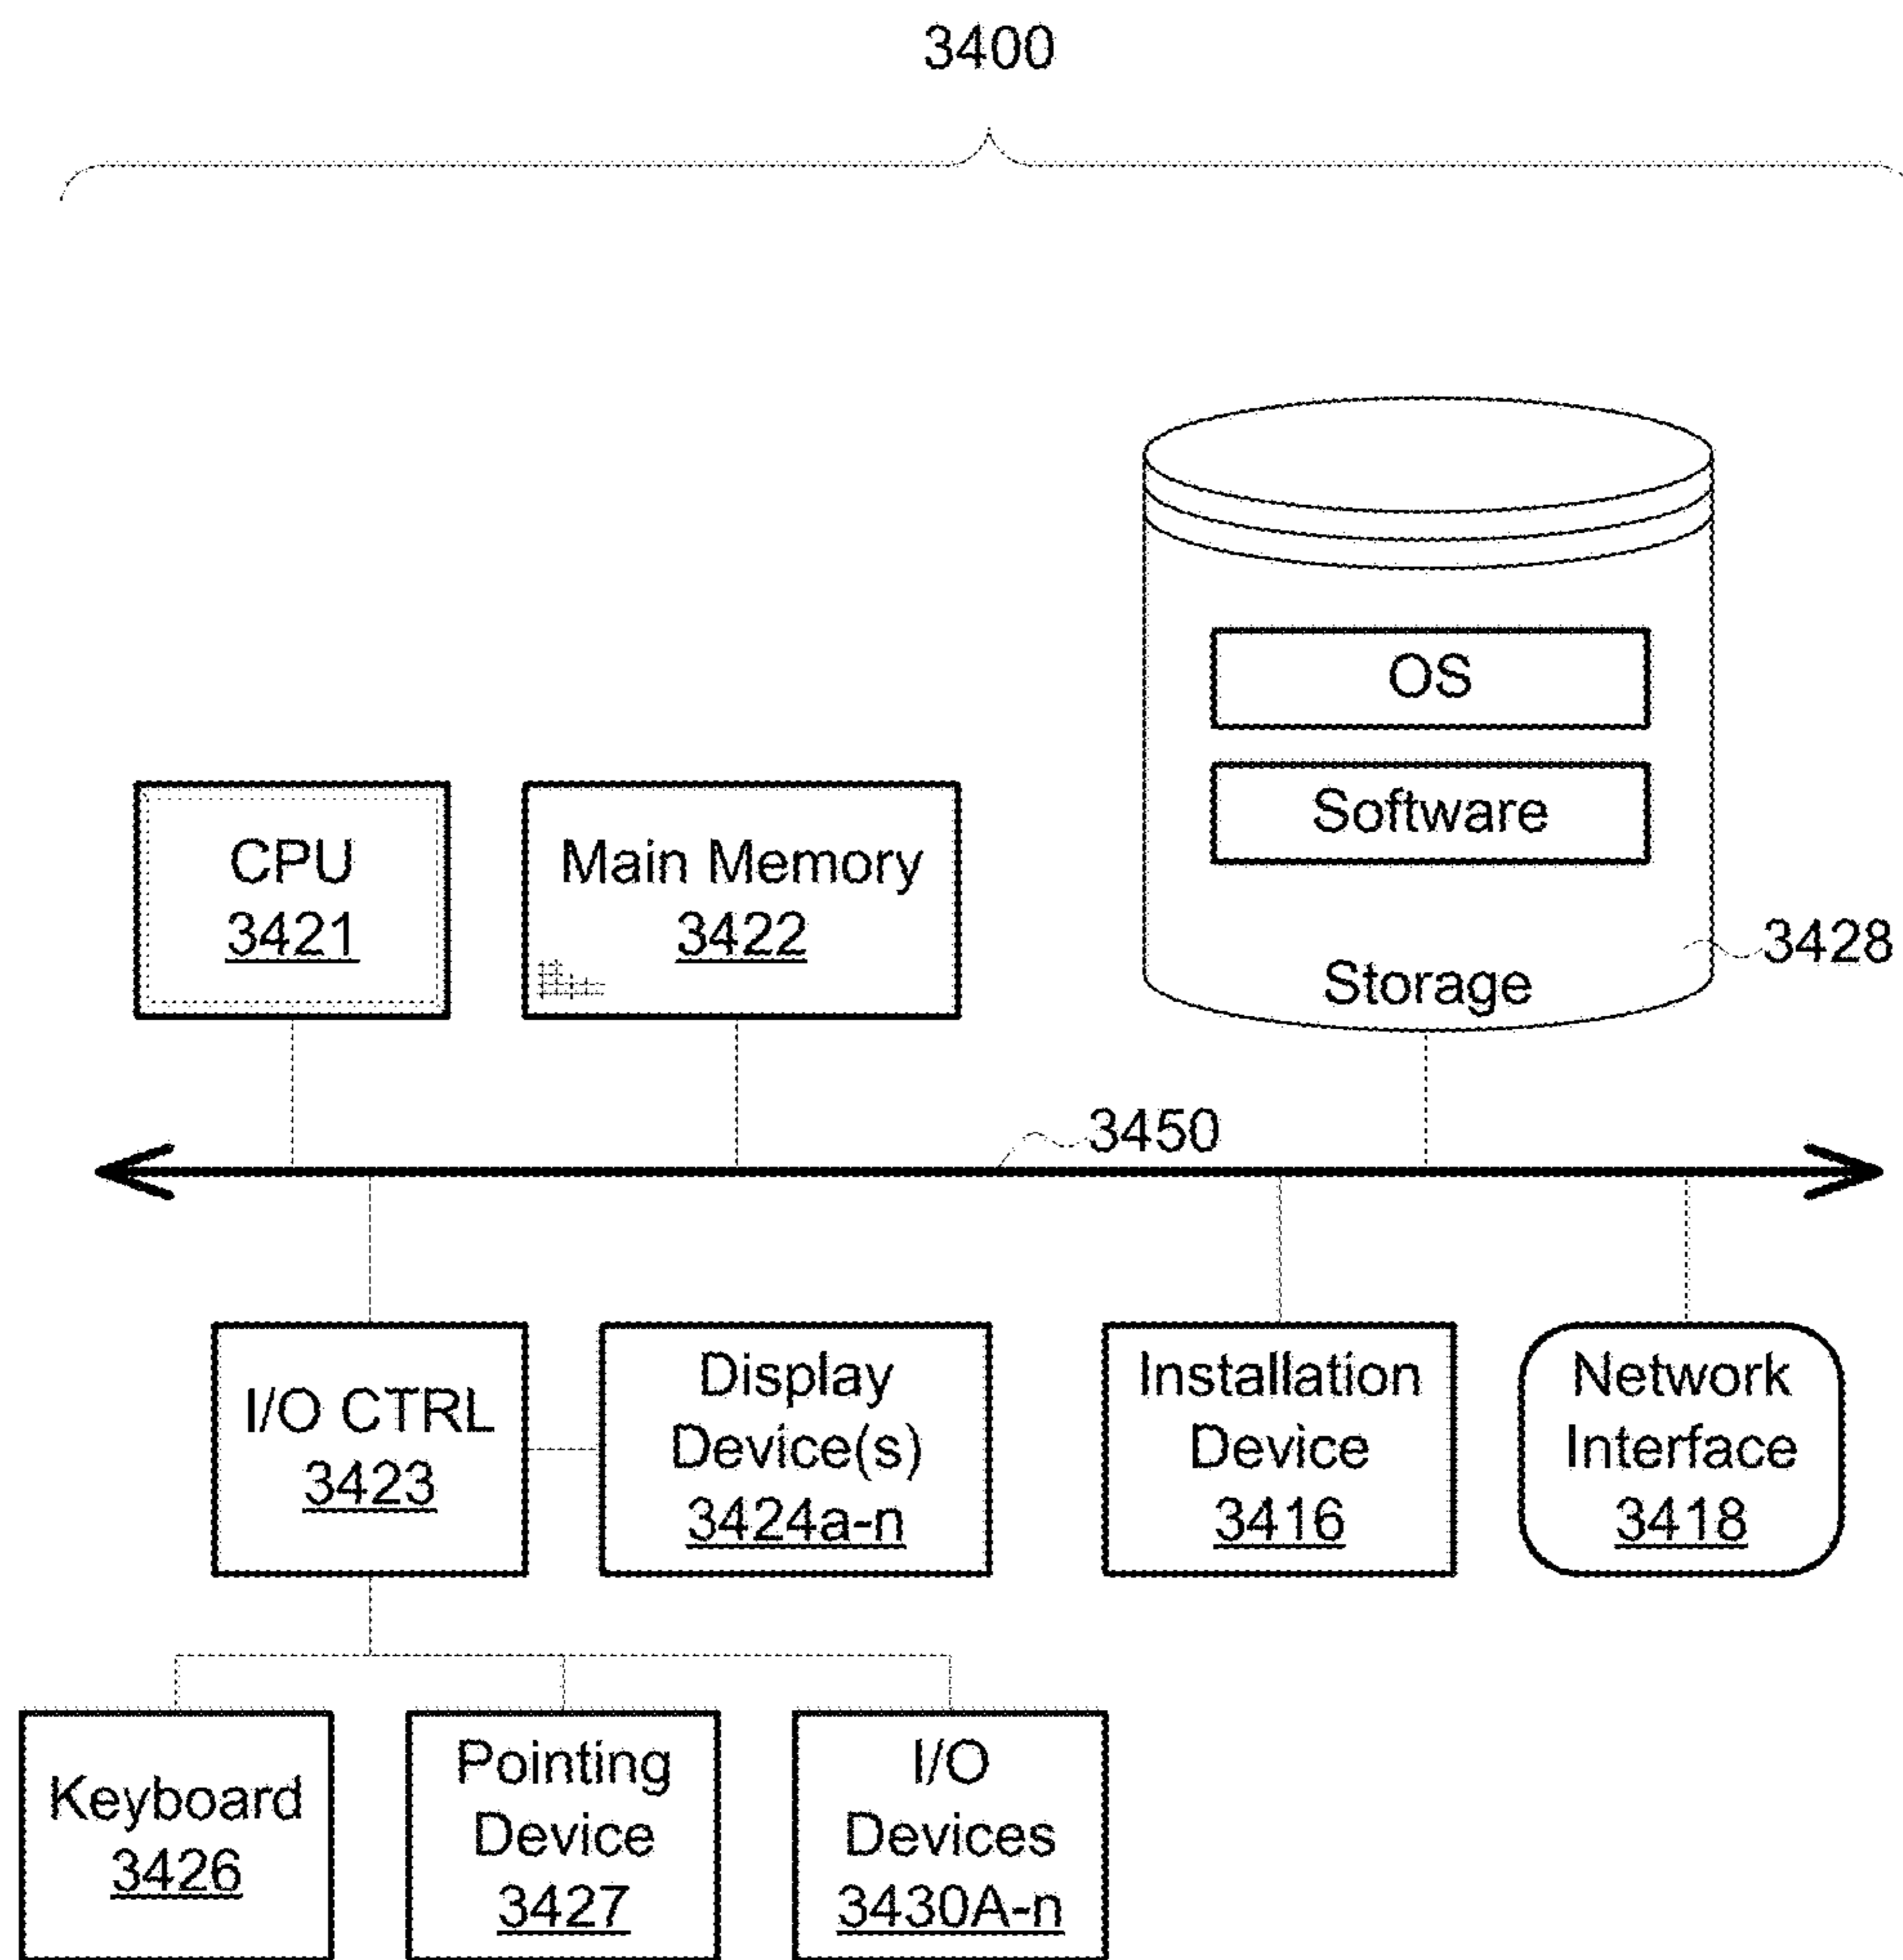 3400
OS
Software
CPU
3421
Main Memory
3422
3428
Storage
3450
I/O CTRL
3423
Display
Device(s)
3424a-n
Installation
Device
3416
Network
Interface
3418
Keyboard
3426
Pointing
Device
3427
I/O
Devices
3430A-n